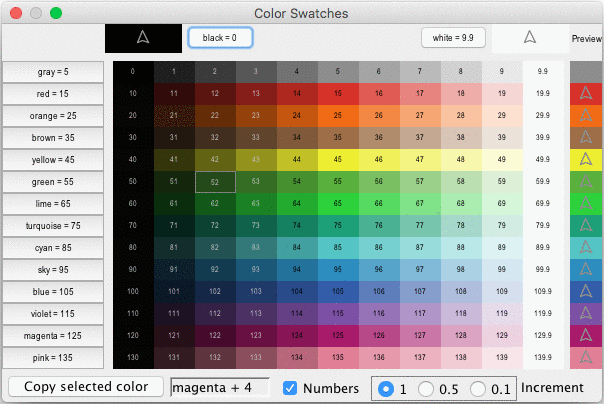 Color Swatches
black = 0 white = 9.9 Preview
gray = 5 0 1 2 3 4 5 6 7 8 9 9.9
red = 15 10 11 12 13 14 15 16 17 18 19 19.9
orange = 25 20 21 22 23 24 25 26 27 28 29 29.9
brown = 35 30 31 32 33 34 35 36 37 38 39 39.9
yellow = 45 40 41 42 43 44 45 46 47 48 49 49.9
green = 55 50 51 52 53 54 55 56 57 58 59 59.9
lime = 65 60 61 62 63 64 65 66 67 68 69 69.9
turquoise = 75 70 71 72 73 74 75 76 77 78 79 79.9
cyan = 85 80 81 82 83 84 85 86 87 88 89 89.9
sky = 95 90 91 92 93 94 95 96 97 98 99 99.9
blue = 105 100 101 102 103 104 105 106 107 108 109 109.9
violet = 115 110 111 112 113 114 115 116 117 118 119 119.9
magenta = 125 120 121 122 123 124 125 126 127 128 129 129.9
pink = 135 130 131 132 133 134 135 136 137 138 139 139.9
Copy selected color magenta + 4 Numbers 1 0.5 0.1 Increment